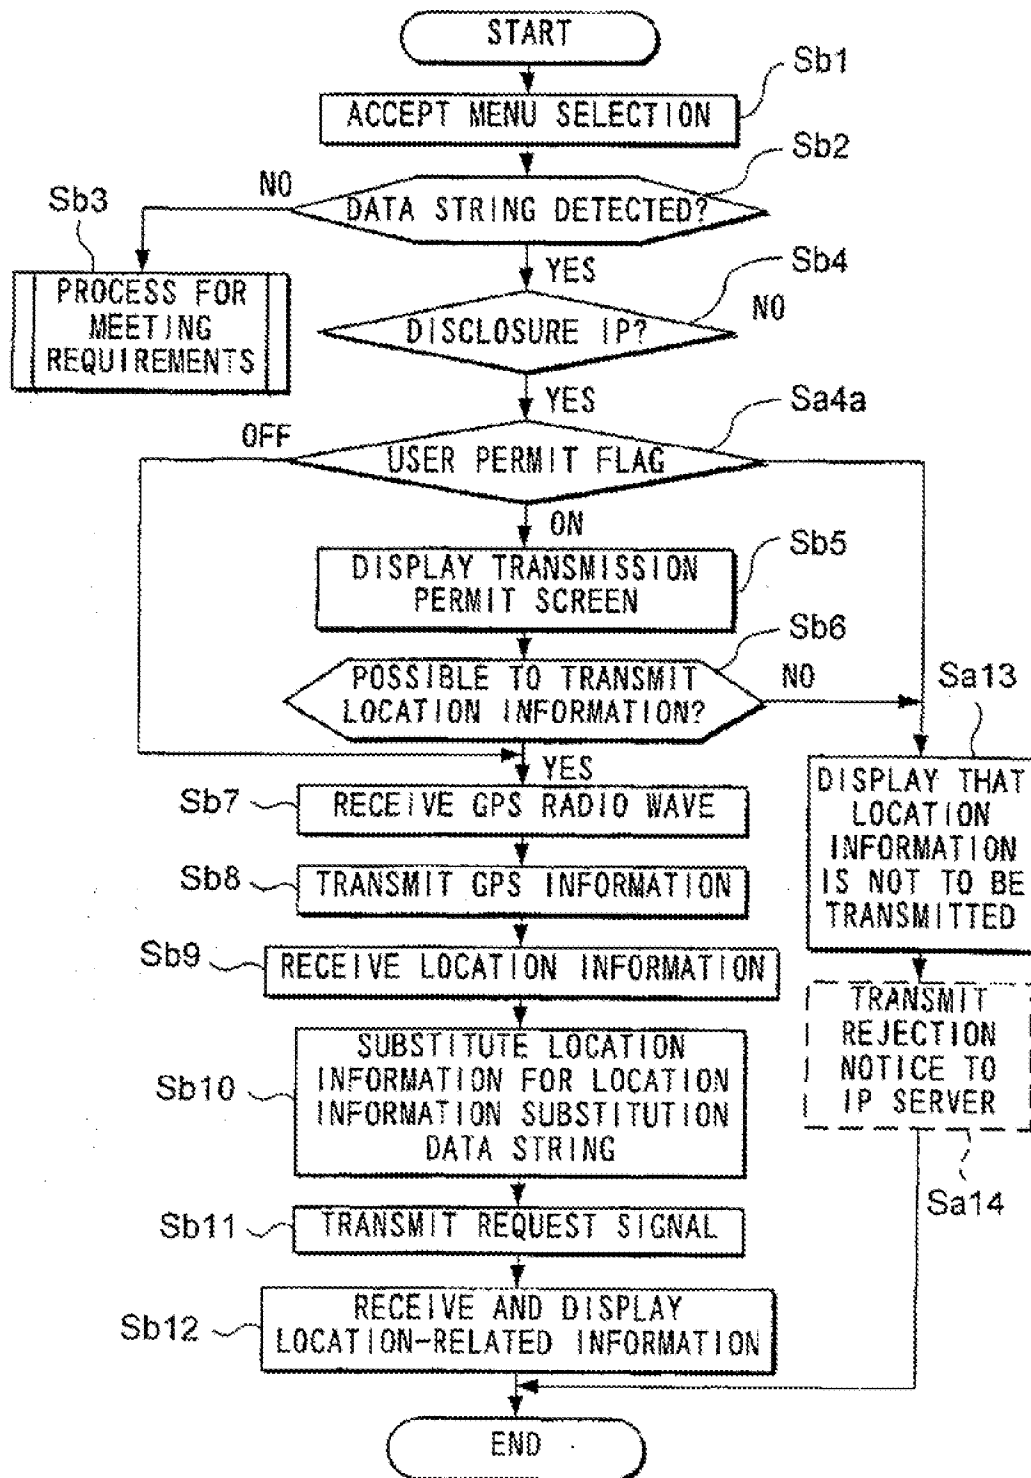 START
Sb1
ACCEPT MENU SELECTION
Sb2
NO
DATA STRING DETECTED?
Sb3
YES
Sb4
PROCESS FOR
MEETING
REQUIREMENTS
DISCLOSURE IP?
NO
YES
Sa4a
OFF
USER PERMIT FLAG
ON
Sb5
DISPLAY TRANSMISSION
PERMIT SCREEN
Sb6
POSSIBLE TO TRANSMIT
LOCATION INFORMATION?
NO
Sa13
YES
DISPLAY THAT
LOCATION
INFORMATION
IS NOT TO BE
TRANSMITTED
Sb7
RECEIVE GPS RADIO WAVE
Sb8
TRANSMIT GPS INFORMATION
Sb9
RECEIVE LOCATION INFORMATION
TRANSMIT
REJECTION
NOTICE TO
IP SERVER
Sa14
Sb10
SUBSTITUTE LOCATION
INFORMATION FOR LOCATION
INFORMATION SUBSTITUTION
DATA STRING
Sb11
TRANSMIT REQUEST SIGNAL
Sb12
RECEIVE AND DISPLAY
LOCATION-RELATED INFORMATION
END